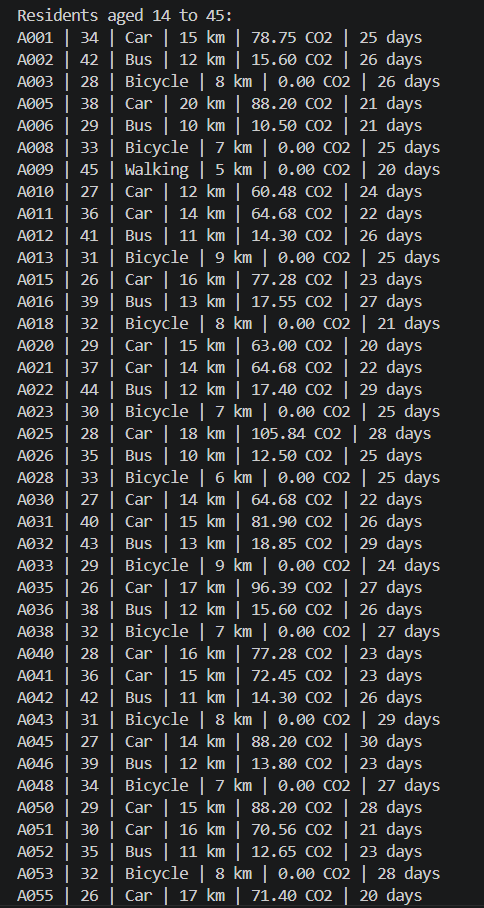 Residents aged 14 to 45:
A001 | 34 | Car | 15 km | 78.75 CO2 | 25 days
A002 | 42 | Bus | 12 km | 15.60 CO2 | 26 days
A003 | 28 | Bicycle | 8 km | 0.00 CO2 | 26 days
A005 | 38 | Car | 20 km | 88.20 CO2 | 21 days
A006 | 29 | Bus | 10 km | 10.50 CO2 | 21 days
A008 | 33 | Bicycle | 7 km | 0.00 CO2 | 25 days
A009 | 45 | Walking | 5 km | 0.00 CO2 | 20 days
A010 | 27 | Car | 12 km | 60.48 CO2 | 24 days
A011 | 36 | Car | 14 km | 64.68 CO2 | 22 days
A012 | 41 | Bus | 11 km | 14.30 CO2 | 26 days
A013 | 31 | Bicycle | 9 km | 0.00 CO2 | 25 days
A015 | 26 | Car | 16 km | 77.28 CO2 | 23 days
A016 | 39 | Bus | 13 km | 17.55 CO2 | 27 days
A018 | 32 | Bicycle | 8 km | 0.00 CO2 | 21 days
A020 | 29 | Car | 15 km | 63.00 CO2 | 20 days
A021 | 37 | Car | 14 km | 64.68 CO2 | 22 days
A022 | 44 | Bus | 12 km | 17.40 CO2 | 29 days
A023 | 30 | Bicycle | 7 km | 0.00 CO2 | 25 days
A025 | 28 | Car | 18 km | 105.84 CO2 | 28 days
A026 | 35 | Bus | 10 km | 12.50 CO2 | 25 days
A028 | 33 | Bicycle | 6 km | 0.00 CO2 | 25 days
A030 | 27 | Car | 14 km | 64.68 CO2 | 22 days
A031 | 40 | Car | 15 km | 81.90 CO2 | 26 days
A032 | 43 | Bus | 13 km | 18.85 CO2 | 29 days
A033 | 29 | Bicycle | 9 km | 0.00 CO2 | 24 days
A035 | 26 | Car | 17 km | 96.39 CO2 | 27 days
A036 | 38 | Bus | 12 km | 15.60 CO2 | 26 days
A038 | 32 | Bicycle | 7 km | 0.00 CO2 | 27 days
A040 | 28 | Car | 16 km | 77.28 CO2 | 23 days
A041 | 36 | Car | 15 km | 72.45 CO2 | 23 days
A042 | 42 | Bus | 11 km | 14.30 CO2 | 26 days
A043 | 31 | Bicycle | 8 km | 0.00 CO2 | 29 days
A045 | 27 | Car | 14 km | 88.20 CO2 | 30 days
A046 | 39 | Bus | 12 km | 13.80 CO2 | 23 days
A048 | 34 | Bicycle | 7 km | 0.00 CO2 | 27 days
A050 | 29 | Car | 15 km | 88.20 CO2 | 28 days
A051 | 30 | Car | 16 km | 70.56 CO2 | 21 days
A052 | 35 | Bus | 11 km | 12.65 CO2 | 23 days
A053 | 32 | Bicycle | 8 km | 0.00 CO2 | 28 days
A055 | 26 | Car | 17 km | 71.40 CO2 | 20 days